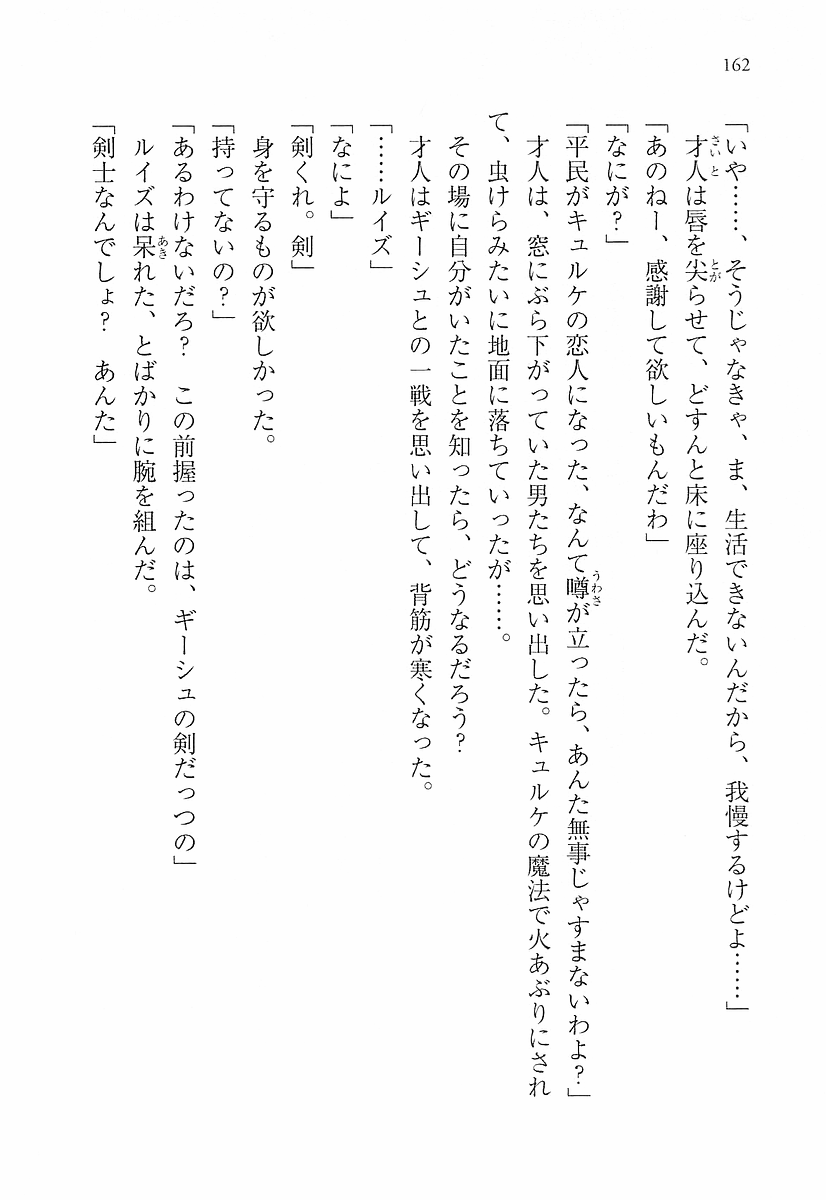 162
「いや……、そうじゃなきゃ、ま、生活できないんだから、我慢するけどよ……」
才人は唇を尖らせて、どすんと床に座り込んだ。
「あのねー、感謝して欲しいもんだわ」
「なにが？」
「平民がキュルケの恋人になった、なんて噂が立ったら、あんた無事じゃすまないわよ？」
才人は、窓にぶら下がっていた男たちを思い出した。キュルケの魔法で火あぶりにされ
て、虫けらみたいに地面に落ちていったが……。
その場に自分がいたことを知ったら、どうなるだろう？
才人はギーシュとの一戦を思い出して、背筋が寒くなった。
「……ルイズ」
「なによ」
「剣くれ。剣」
身を守るものが欲しかった。
「持ってないの？」
「あるわけないだろ？　この前握ったのは、ギーシュの剣だっつの」
ルイズは呆れた、とばかりに腕を組んだ。
「剣士なんでしょ？　あんた」